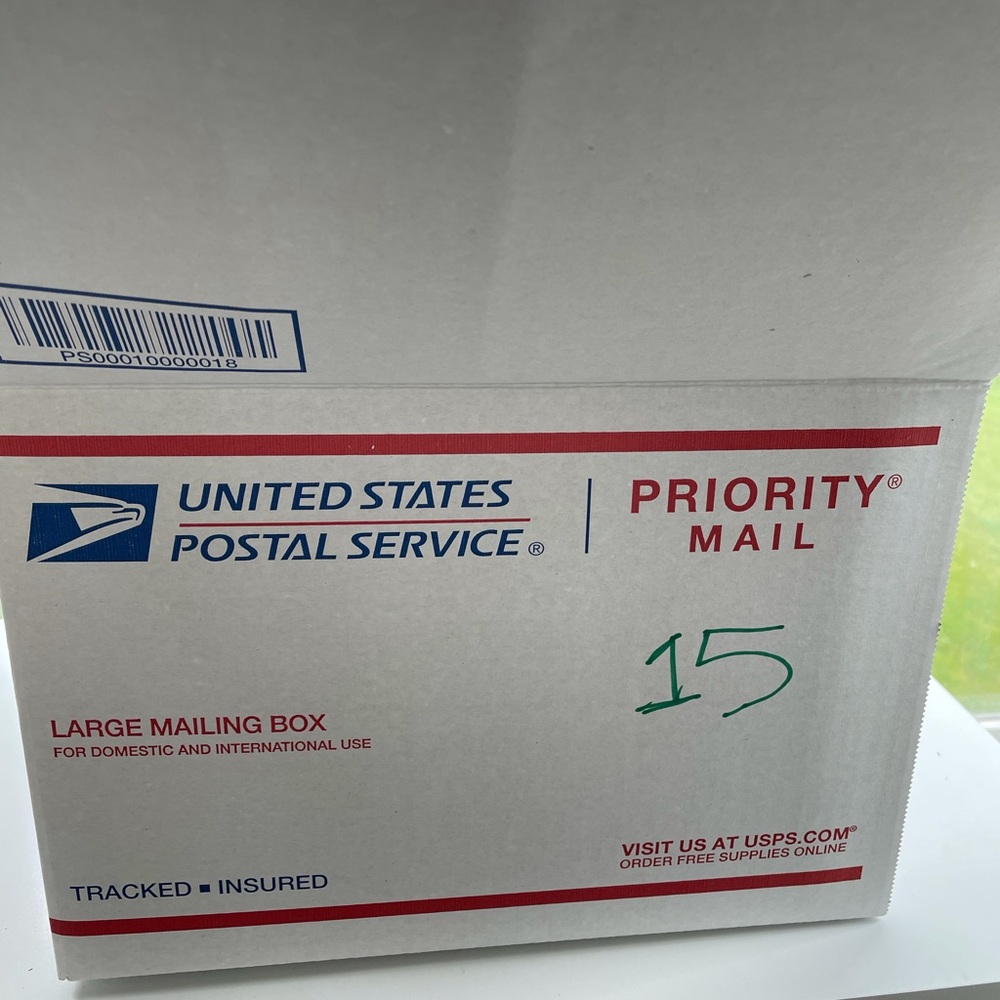 PS00010000018
UNITED STATES
POSTAL SERVICE®
PRIORITY®
MAIL
15
LARGE MAILING BOX
FOR DOMESTIC AND INTERNATIONAL USE
VISIT US AT USPS.COM®
ORDER FREE SUPPLIES ONLINE
TRACKED ■ INSURED